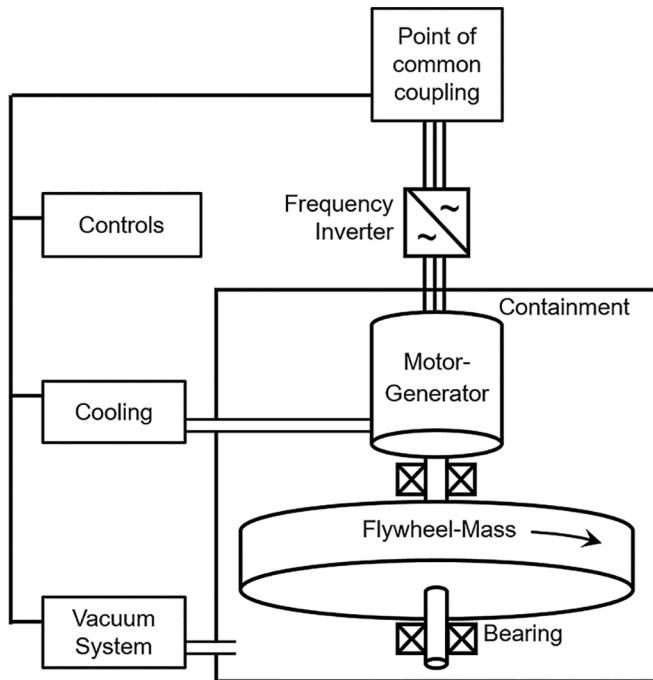 Point of
common
coupling
Frequency
Inverter
~
~
Controls
Containment
Motor-
Generator
Cooling
Flywheel-Mass
Vacuum
System
Bearing